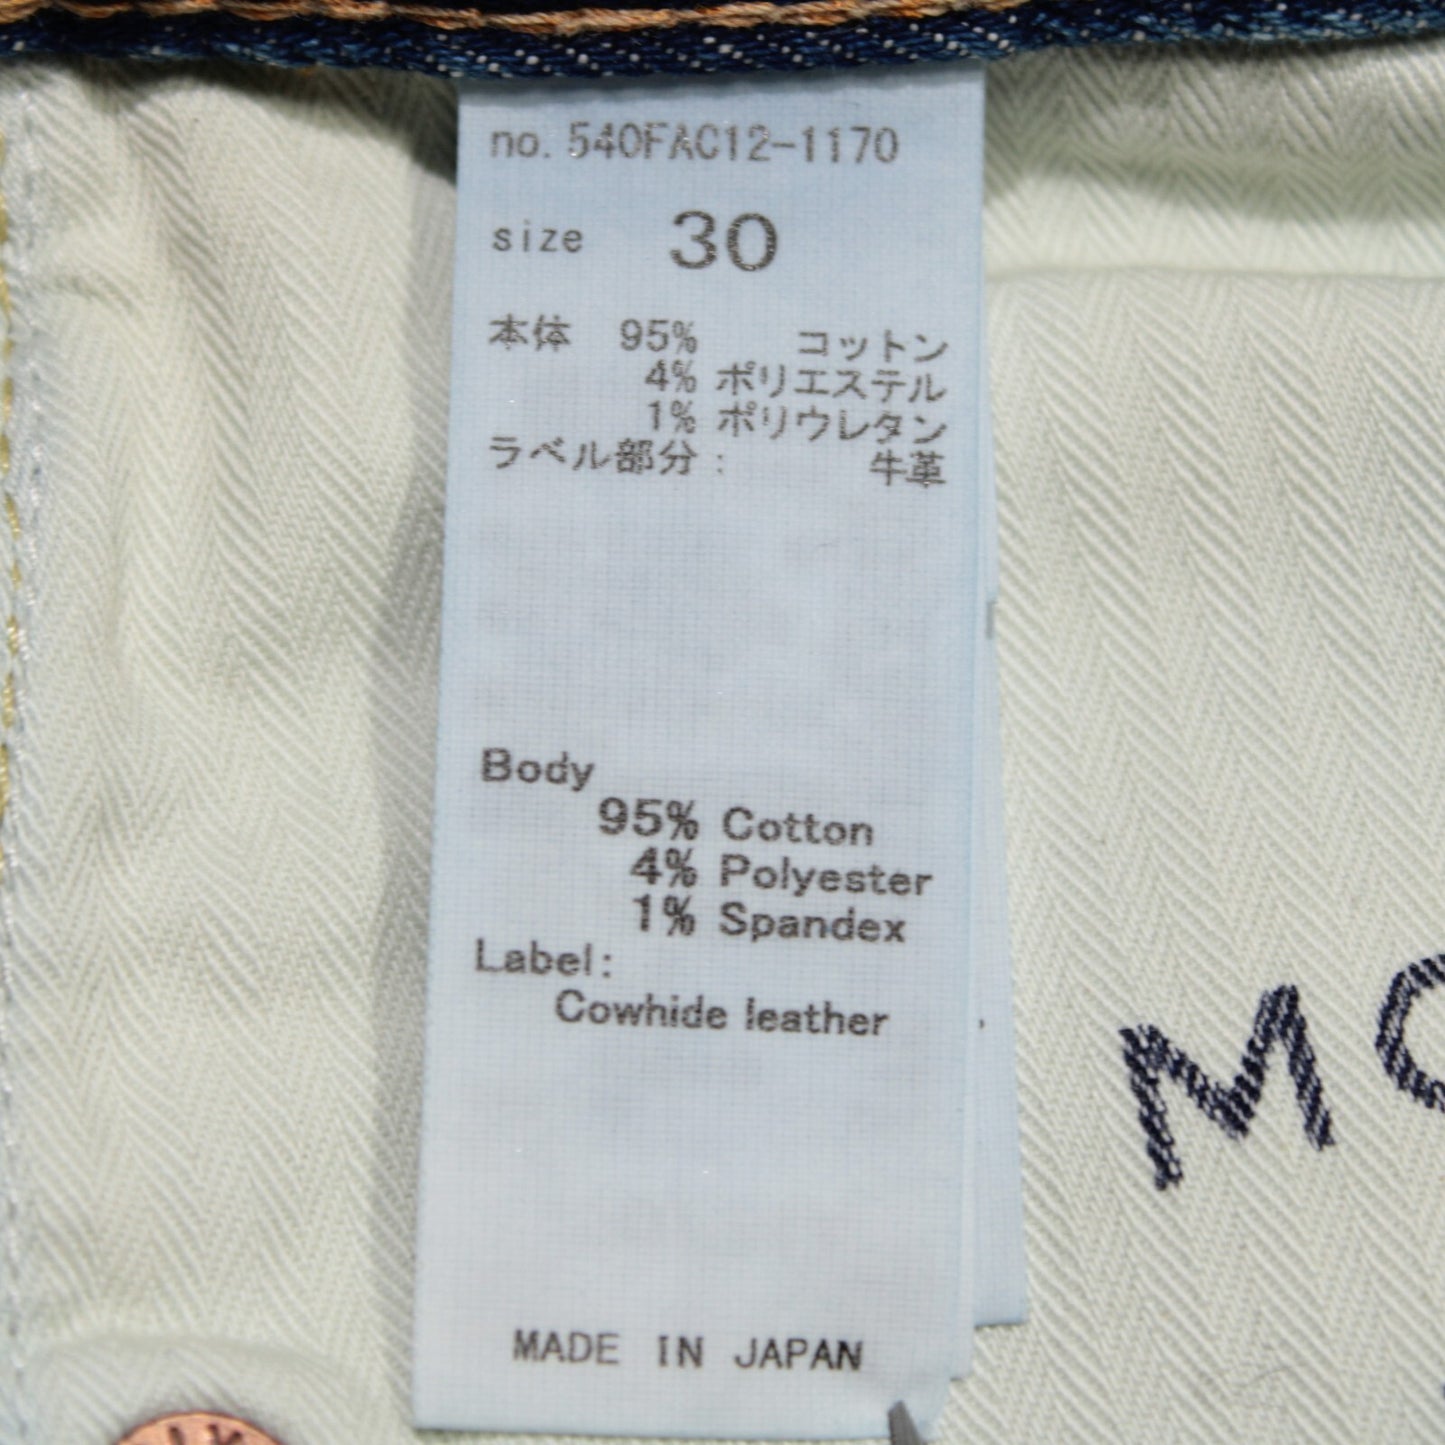 no. 540FAC12-1170
size 30
本体 95% コットン
4% ポリエステル
1% ポリウレタン
ラベル部分: 牛革
Body
95% Cotton
4% Polyester
1% Spandex
Label:
Cowhide leather
MADE IN JAPAN